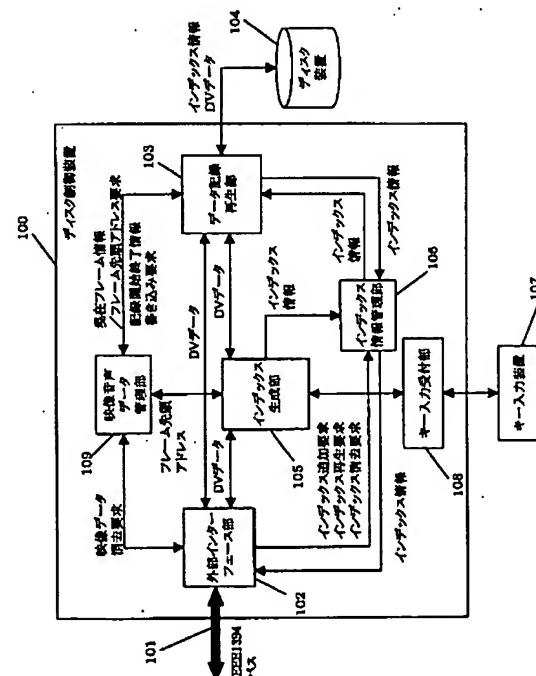 100
ディスク制御装置
104
ディスク
装置
インデックス情報
DVデータ
103
データ記録
再生部
現在フレーム情報
/フレーム先頭アドレス要求
記録開始終了情報
書き込み要求
映像音声
データ
管理部
109
映像データ
消去要求
フレーム先頭
アドレス
DVデータ
DVデータ
DVデータ
インデックス
生成部
105
インデックス
情報
インデックス
情報
インデックス情報
インデックス
情報管理部
106
外部インター
フェース部
102
101
IEEE1394
バス
インデックス追加要求
インデックス再生要求
インデックス消去要求
インデックス情報
キー入力受付部
108
キー入力装置
107